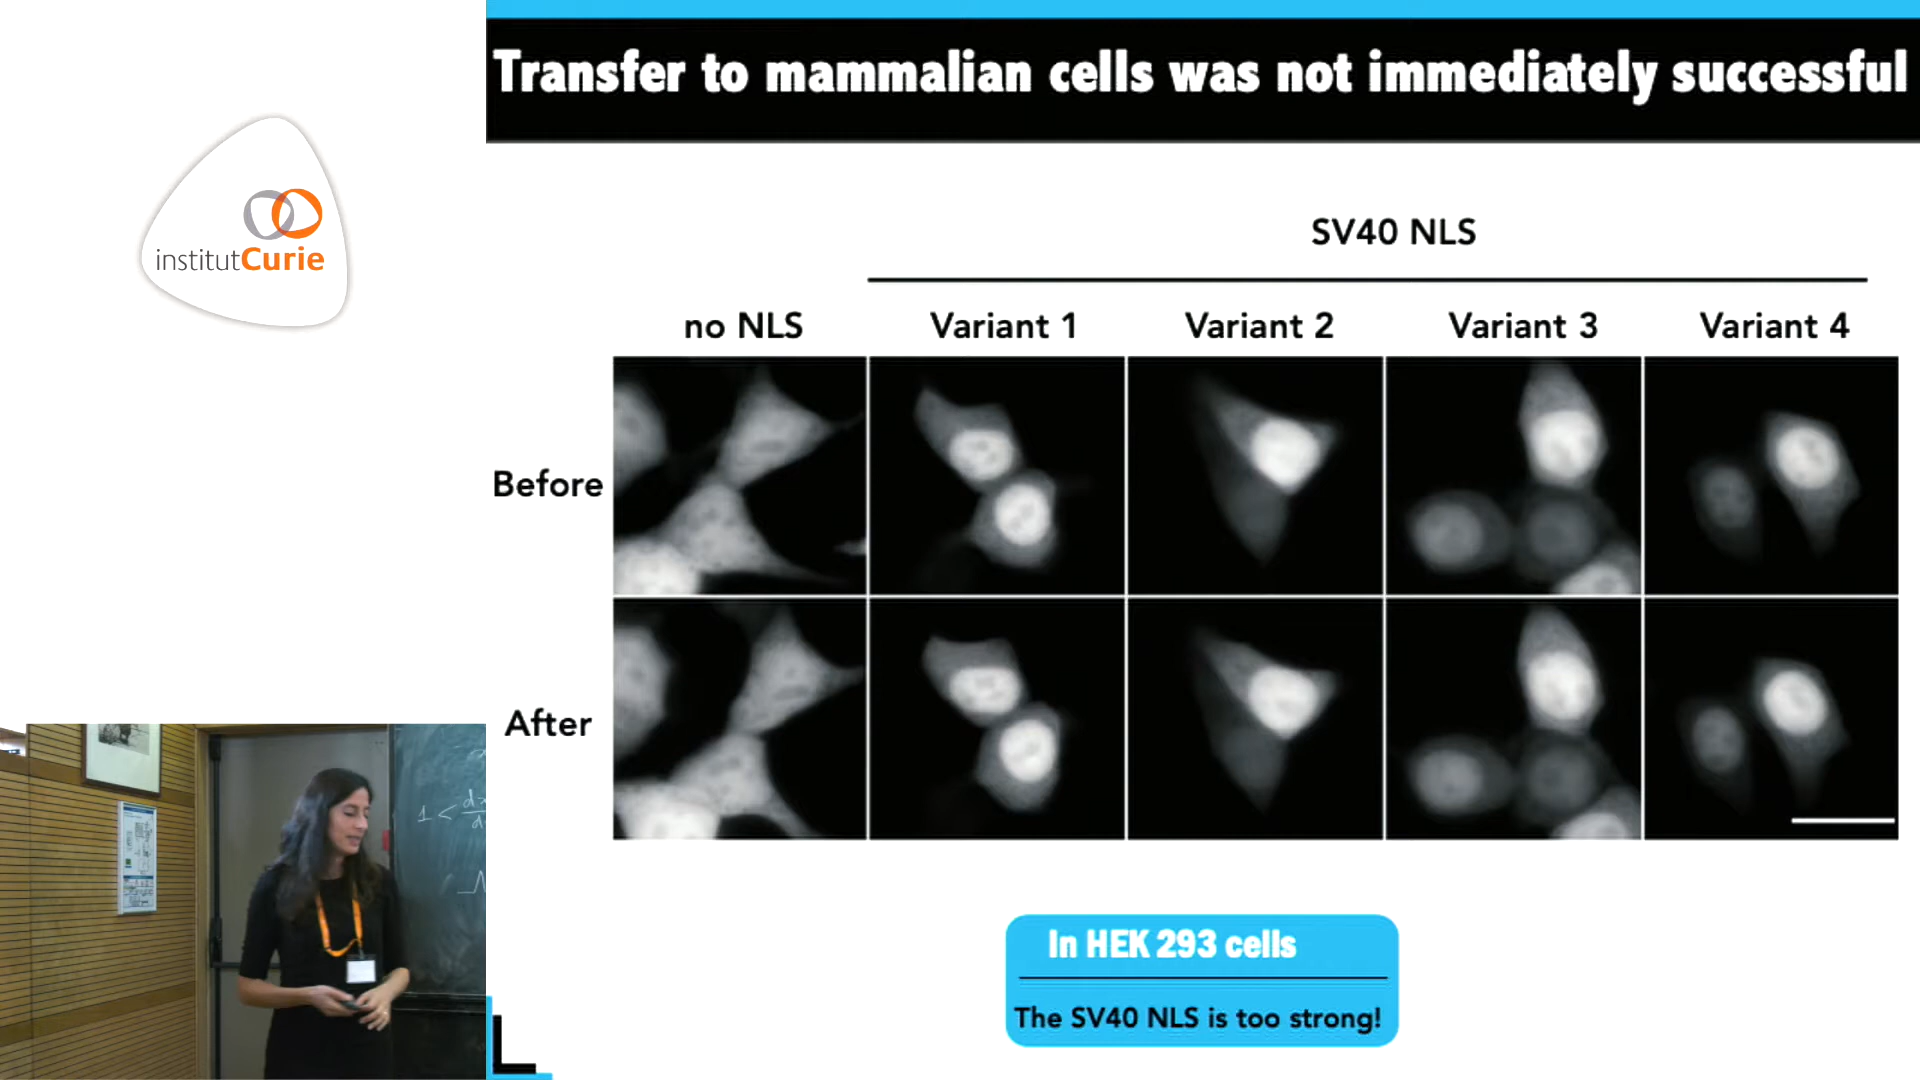 Transfer to mammalian cells was not immediately successful
institutCurie
SV40 NLS
no NLS Variant 1 Variant 2 Variant 3 Variant 4
Before
After
1 <
In HEK 293 cells
The SV40 NLS is too strong!